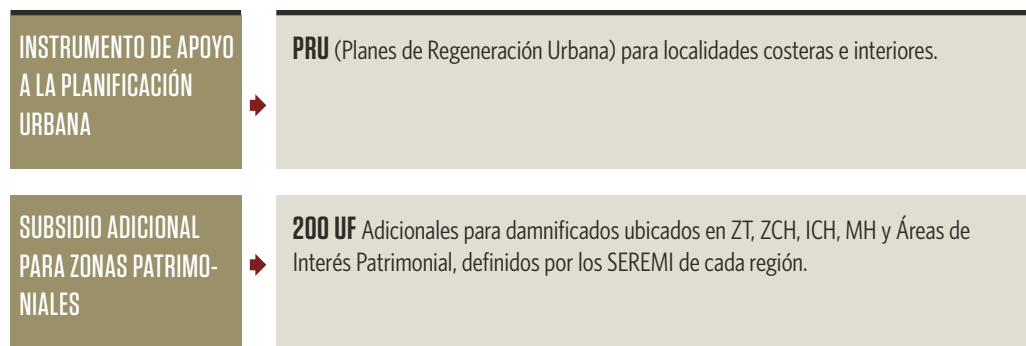 INSTRUMENTO DE APOYO
A LA PLANIFICACIÓN
URBANA
PRU (Planes de Regeneración Urbana) para localidades costeras e interiores.
SUBSIDIO ADICIONAL
PARA ZONAS PATRIMO-
NIALES
200 UF Adicionales para damnificados ubicados en ZT, ZCH, ICH, MH y Áreas de
Interés Patrimonial, definidos por los SEREMI de cada región.